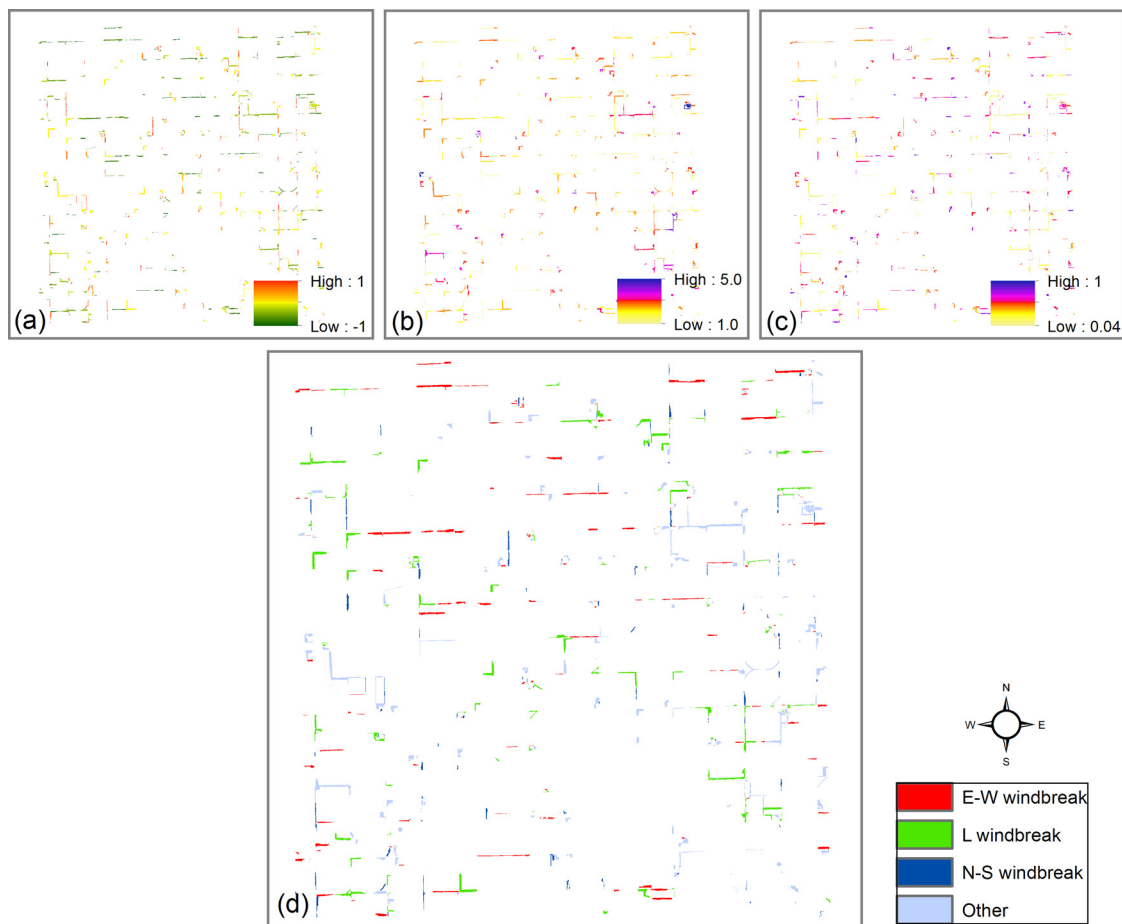 High : 1
Low : -1
(a)
High : 5.0
Low : 1.0
(b)
High : 1
Low : 0.04
(c)
(d)
N
W
E
S
E-W windbreak
L windbreak
N-S windbreak
Other